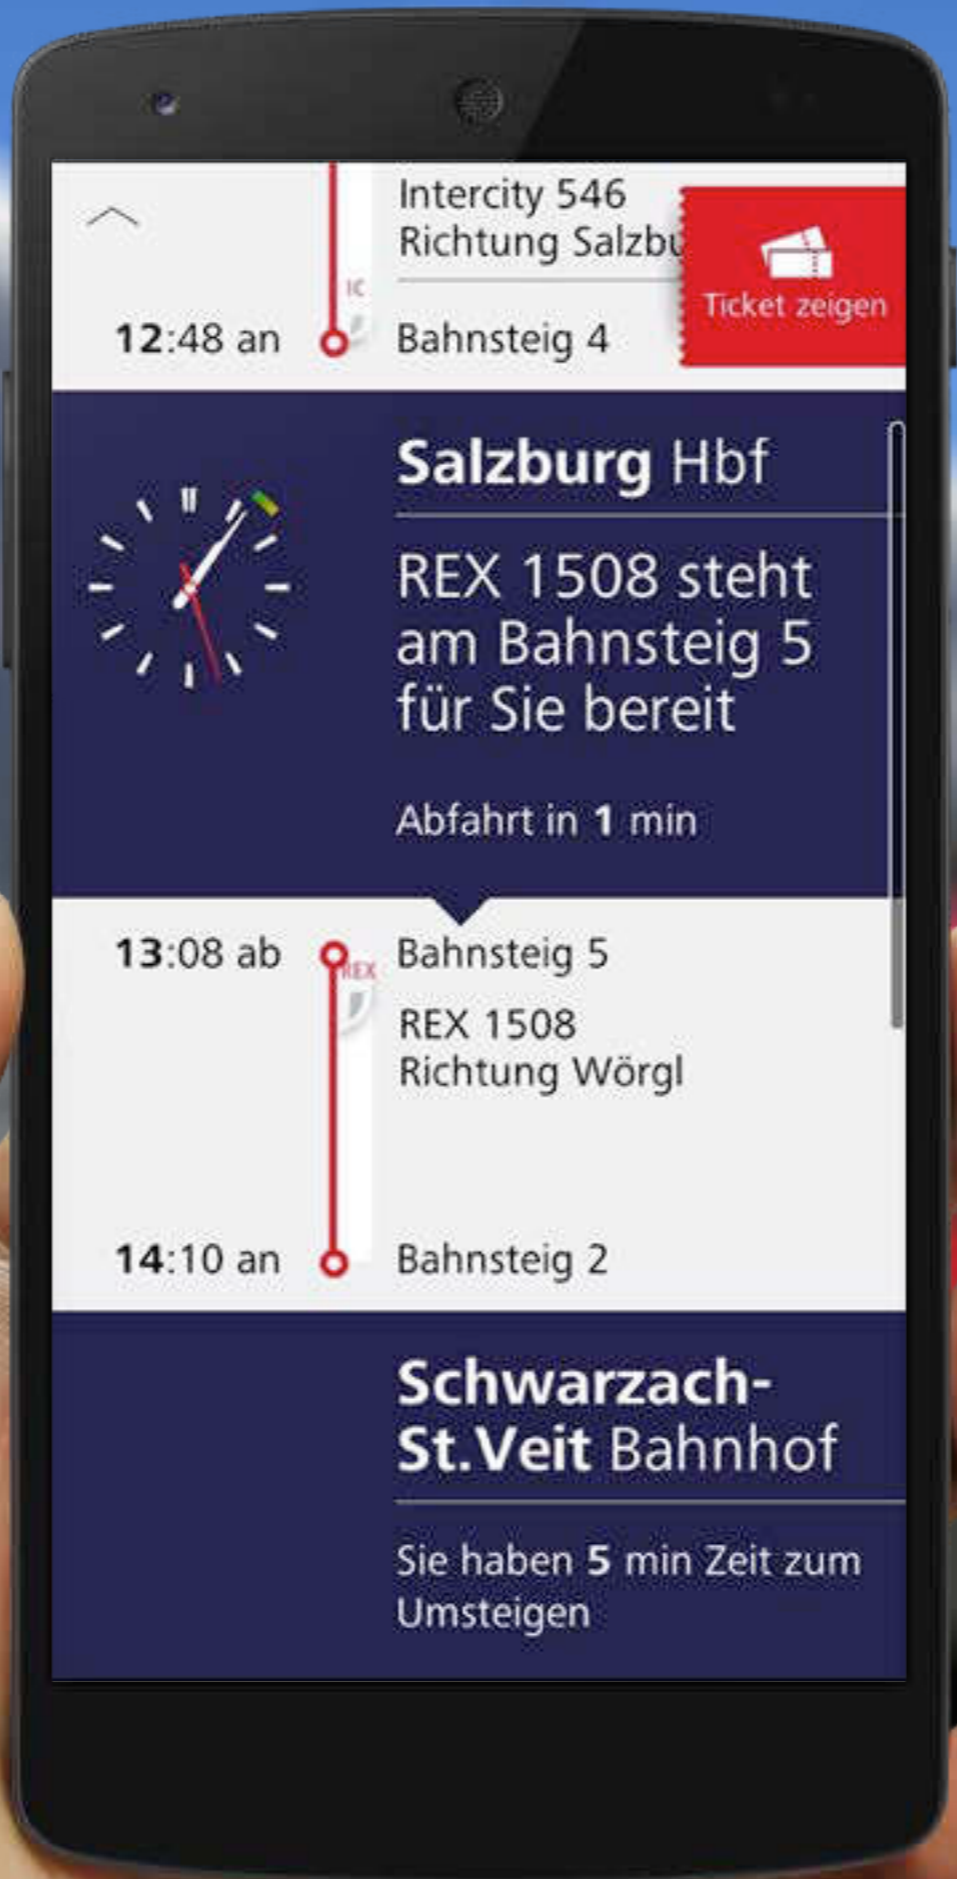 Intercity 546
Richtung Salzbu
IC
12:48 an
Bahnsteig 4
Ticket zeigen
Salzburg Hbf
REX 1508 steht
am Bahnsteig 5
für Sie bereit
Abfahrt in 1 min
13:08 ab
Bahnsteig 5
REX
REX 1508
Richtung Wörgl
14:10 an
Bahnsteig 2
Schwarzach-
St.Veit Bahnhof
Sie haben 5 min Zeit zum
Umsteigen